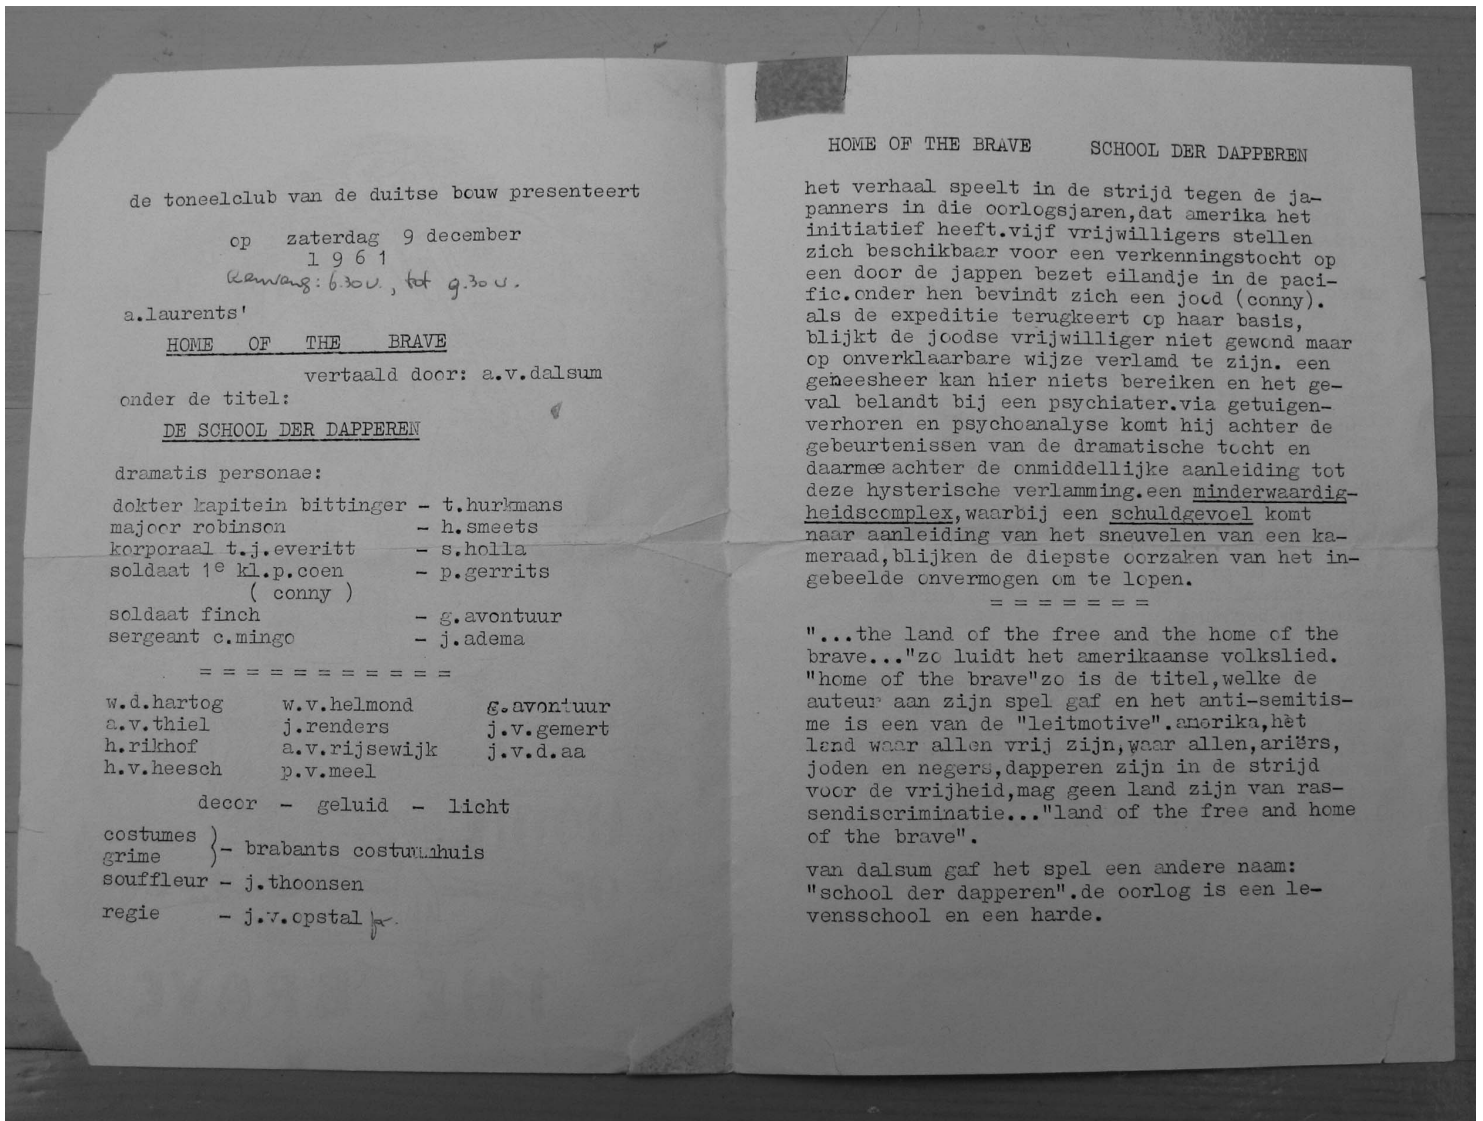 de toneelclub van de duitse bouw presenteert
op zaterdag 9 december
1 9 6 1
aanvang: 6.30 u., tot 9.30 u.
a.laurents'
HOME OF THE BRAVE
vertaald door: a.v.dalsum
onder de titel:
DE SCHOOL DER DAPPEREN
dramatis personae:
dokter kapitein bittinger - t.hurkmans
majoor robinson - h.smeets
korporaal t.j.everitt - s.holla
soldaat 1e kl.p.coen - p.gerrits
( conny )
soldaat finch - g.avontuur
sergeant c.mingo - j.adema
= = = = = = = = = = =
w.d.hartog w.v.helmond g.avontuur
a.v.thiel j.renders j.v.gemert
h.rikhof a.v.rijsewijk j.v.d.aa
h.v.heesch p.v.meel
decor - geluid - licht
costumes
grime )- brabants costuumhuis
souffleur - j.thoonsen
regie - j.v.opstal jr.
HOME OF THE BRAVE SCHOOL DER DAPPEREN
het verhaal speelt in de strijd tegen de ja-
panners in die oorlogsjaren,dat amerika het
initiatief heeft.vijf vrijwilligers stellen
zich beschikbaar voor een verkenningstocht op
een door de jappen bezet eilandje in de paci-
fic.onder hen bevindt zich een jood (conny).
als de expeditie terugkeert op haar basis,
blijkt de joodse vrijwilliger niet gewond maar
op onverklaarbare wijze verlamd te zijn. een
geneesheer kan hier niets bereiken en het ge-
val belandt bij een psychiater.via getuigen-
verhoren en psychoanalyse komt hij achter de
gebeurtenissen van de dramatische tocht en
daarmee achter de onmiddellijke aanleiding tot
deze hysterische verlamming.een minderwaardig-
heidscomplex,waarbij een schuldgevoel komt
naar aanleiding van het sneuvelen van een ka-
meraad,blijken de diepste oorzaken van het in-
gebeelde onvermogen om te lopen.
= = = = = = =
"...the land of the free and the home of the
brave..."zo luidt het amerikaanse volkslied.
"home of the brave"zo is de titel,welke de
auteur aan zijn spel gaf en het anti-semitis-
me is een van de "leitmotive".amerika,hèt
land waar allen vrij zijn,waar allen,ariërs,
joden en negers,dapperen zijn in de strijd
voor de vrijheid,mag geen land zijn van ras-
sendiscriminatie..."land of the free and home
of the brave".
van dalsum gaf het spel een andere naam:
"school der dapperen".de oorlog is een le-
vensschool en een harde.